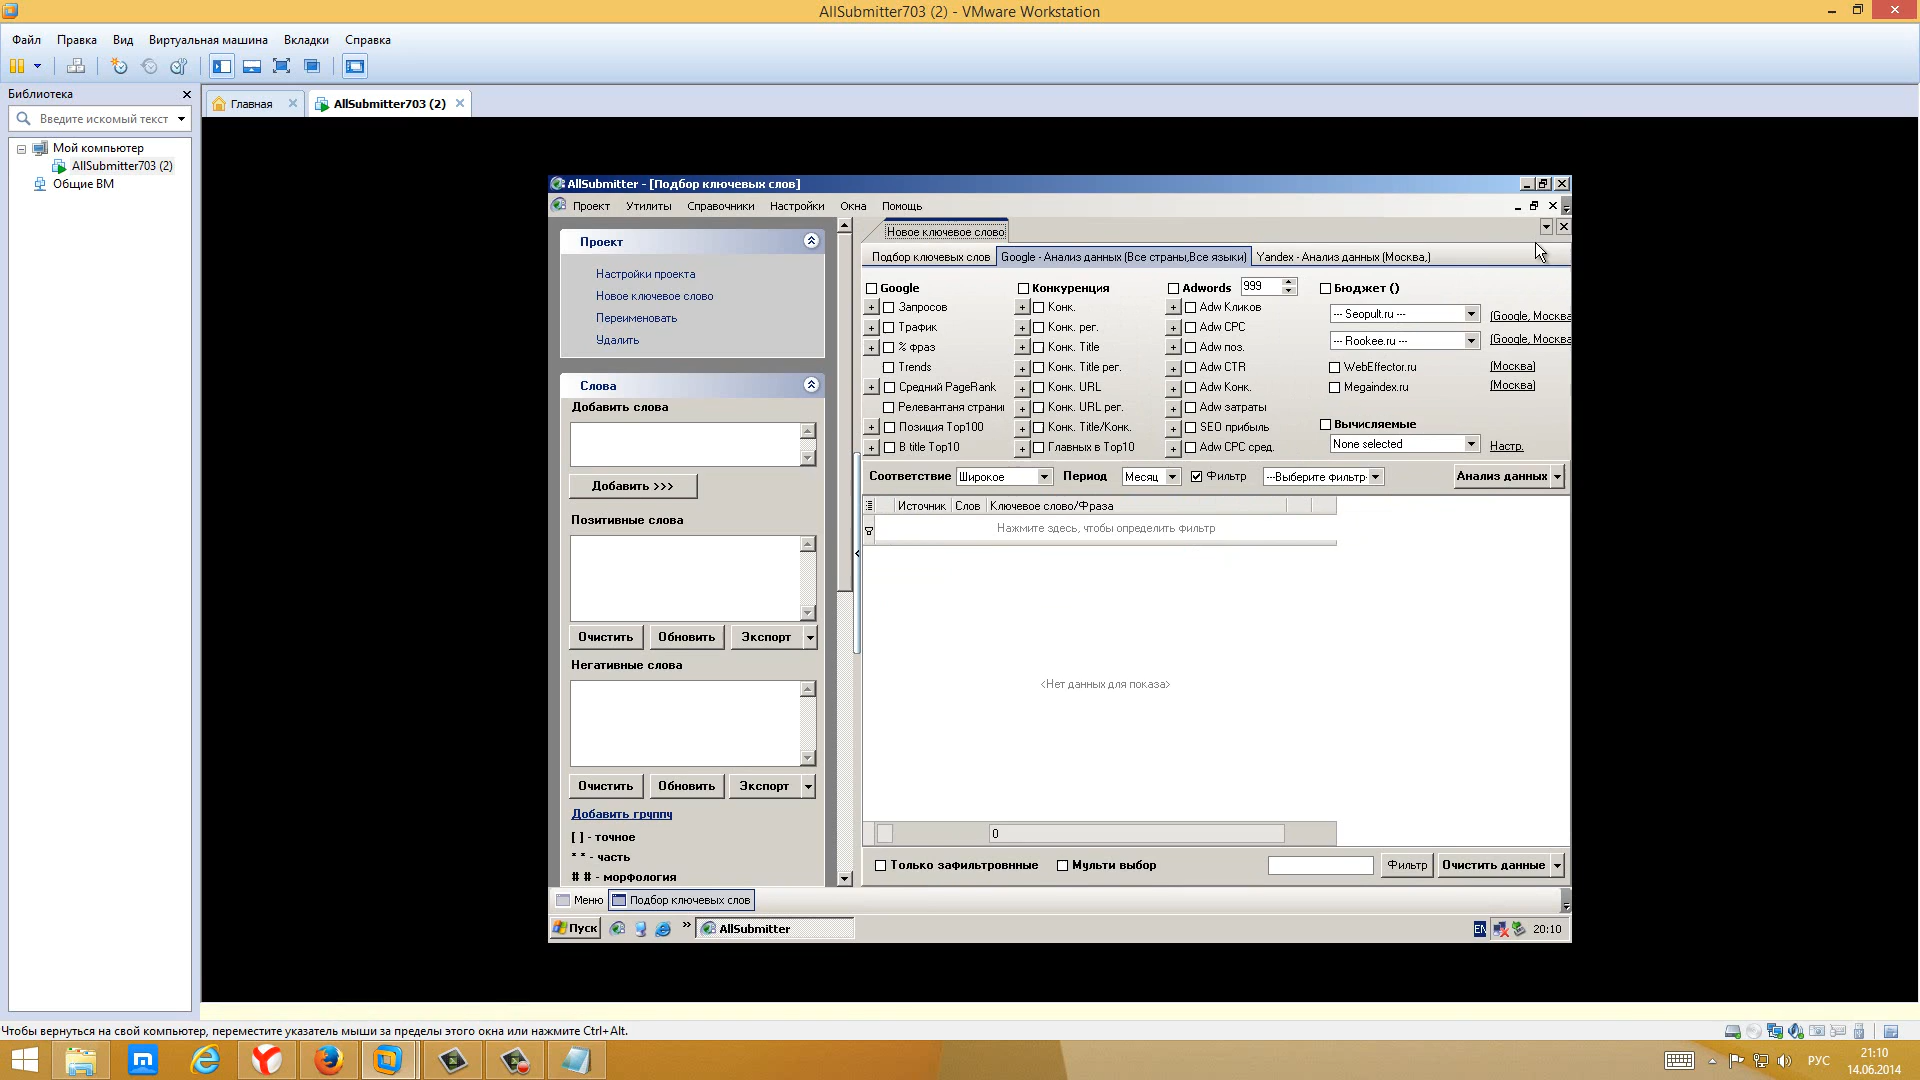 AllSubmitter703 (2) - VMware Workstation
Файл Правка Вид Виртуальная машина Вкладки Справка
Библиотека
Введите искомый текст
Мой компьютер
AllSubmitter703 (2)
Общие ВМ
Главная AllSubmitter703 (2)
AllSubmitter - [Подбор ключевых слов]
Проект Утилиты Справочники Настройки Окна Помощь
Проект
Настройки проекта
Новое ключевое слово
Переименовать
Удалить
Слова
Добавить слова
Добавить >>>
Позитивные слова
Очистить Обновить Экспорт
Негативные слова
Очистить Обновить Экспорт
Добавить группу
[ ] - точное
* * - часть
# # - морфология
Новое ключевое слово
Подбор ключевых слов Google - Анализ данных (Все страны,Все языки) Yandex - Анализ данных (Москва,)
Google Конкуренция Adwords 999 Бюджет ()
Запросов Конк. Adw Кликов --- Seopult.ru --- (Google, Москва
Трафик Конк. рег. Adw CPC
% фраз Конк. Title Adw поз. --- Rookee.ru --- (Google, Москва
Trends Конк. Title рег. Adw CTR WebEffector.ru (Москва)
Средний PageRank Конк. URL Adw Конк. Megaindex.ru (Москва)
Релевантаня страни Конк. URL рег. Adw затраты
Позиция Top100 Конк. Title/Конк. SEO прибыль Вычисляемые
В title Top10 Главных в Top10 Adw CPC сред. None selected Настр.
Соответствие Широкое Период Месяц Фильтр ---Выберите фильтр- Анализ данных
Источник Слов Ключевое слово/Фраза
Нажмите здесь, чтобы определить фильтр
<Нет данных для показа>
0
Только зафильтровнные Мульти выбор Фильтр Очистить данные
Меню Подбор ключевых слов
Пуск » AllSubmitter EN 20:10
Чтобы вернуться на свой компьютер, переместите указатель мыши за пределы этого окна или нажмите Ctrl+Alt.
РУС
21:10
14.06.2014